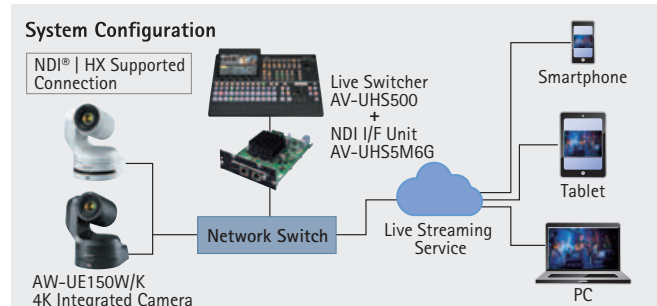 System Configuration
NDI® | HX Supported
Connection
Live Switcher
AV-UHS500
+
NDI I/F Unit
AV-UHS5M6G
Smartphone
Tablet
Network Switch
Live Streaming
Service
AW-UE150W/K
4K Integrated Camera
PC